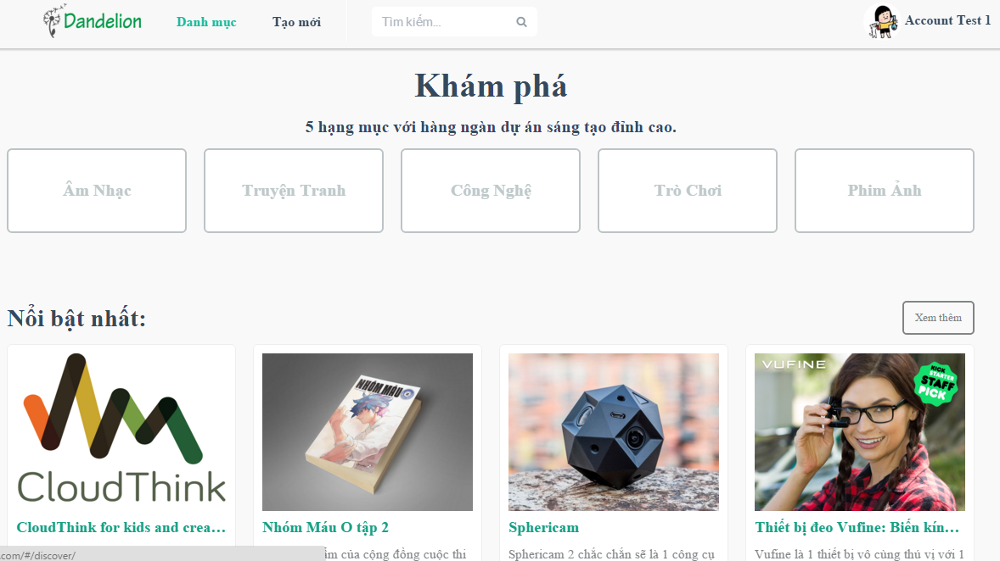 Dandelion
Danh mục
Tạo mới
Tìm kiếm...
Account Test 1
Khám phá
5 hạng mục với hàng ngàn dự án sáng tạo đỉnh cao.
Âm Nhạc
Truyện Tranh
Công Nghệ
Trò Chơi
Phim Ảnh
Nổi bật nhất:
Xem thêm
CloudThink
NHÓM MÁU O
VUFINE
KICK
STARTER
STAFF
PICK
CloudThink for kids and crea...
Nhóm Máu O tập 2
Sphericam
Thiết bị đeo Vufine: Biến kín...
của cộng đồng cuộc thi
Sphericam 2 chắc chắn sẽ là 1 công cụ
Vufine là 1 thiết bị vô cùng thú vị với 1
.com/#/discover/